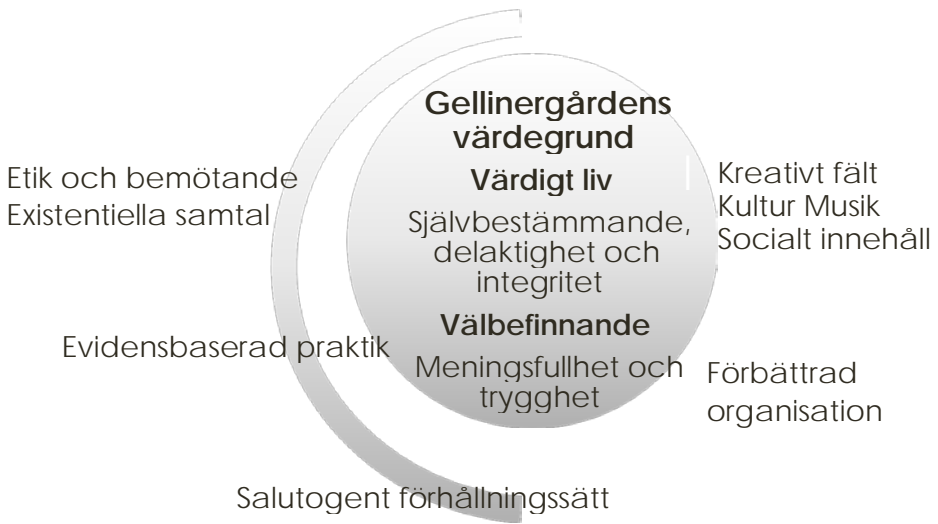 Gellinergårdens
värdegrund
Värdigt liv
Självbestämmande,
delaktighet och
integritet
Välbefinnande
Meningsfullhet och
trygghet
Etik och bemötande
Existentiella samtal
Evidensbaserad praktik
Salutogent förhållningssätt
Kreativt fält
Kultur Musik
Socialt innehåll
Förbättrad
organisation